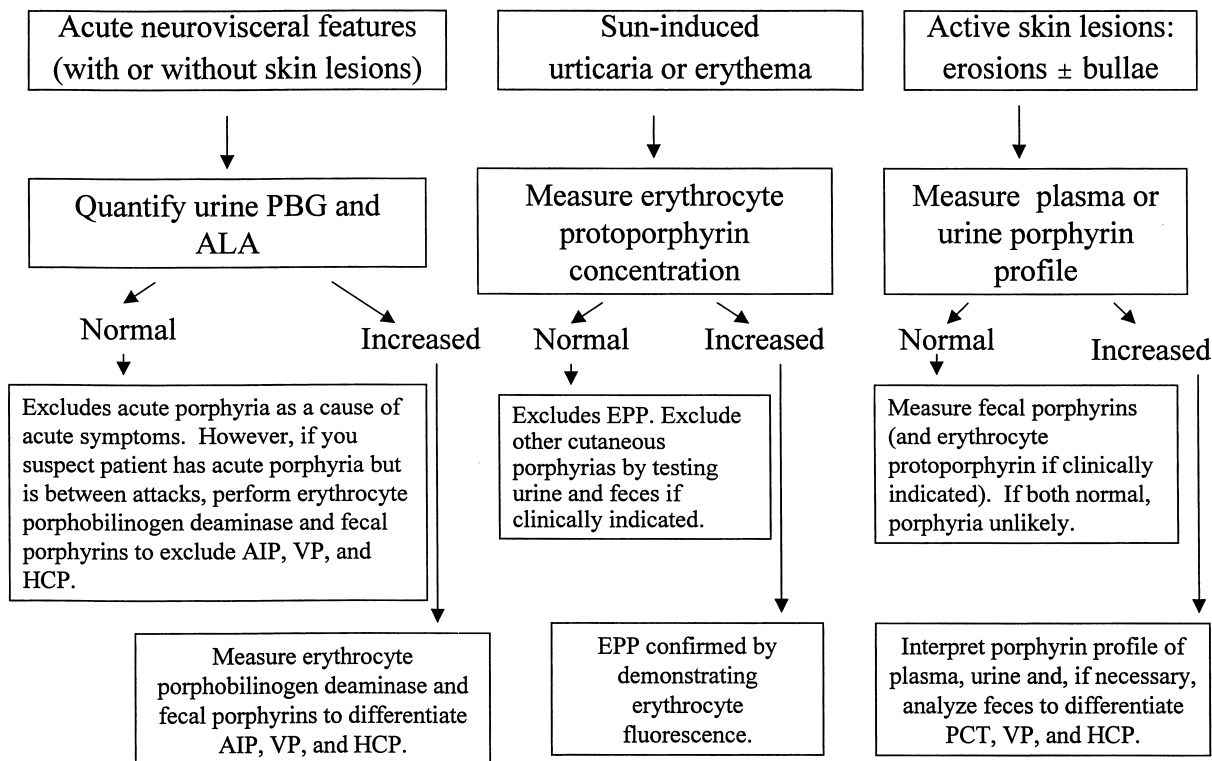 Acute neurovisceral features
(with or without skin lesions)
Quantify urine PBG and
ALA
Normal
Increased
Excludes acute porphyria as a cause of
acute symptoms. However, if you
suspect patient has acute porphyria but
is between attacks, perform erythrocyte
porphobilinogen deaminase and fecal
porphyrins to exclude AIP, VP, and
HCP.
Measure erythrocyte
porphobilinogen deaminase and
fecal porphyrins to differentiate
AIP, VP, and HCP.
Sun-induced
urticaria or erythema
Measure erythrocyte
protoporphyrin
concentration
Normal
Increased
Excludes EPP. Exclude
other cutaneous
porphyrias by testing
urine and feces if
clinically indicated.
EPP confirmed by
demonstrating
erythrocyte
fluorescence.
Active skin lesions:
erosions ± bullae
Measure plasma or
urine porphyrin
profile
Normal
Increased
Measure fecal porphyrins
(and erythrocyte
protoporphyrin if clinically
indicated). If both normal,
porphyria unlikely.
Interpret porphyrin profile of
plasma, urine and, if necessary,
analyze feces to differentiate
PCT, VP, and HCP.